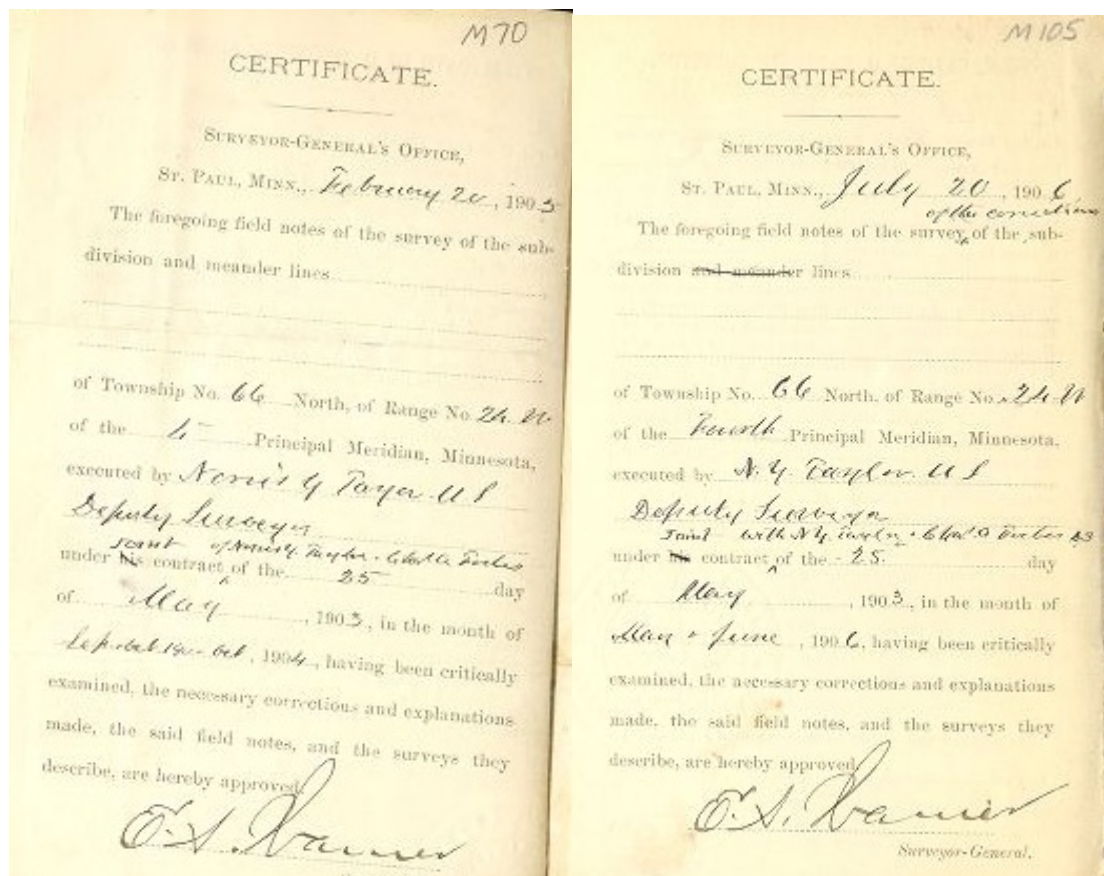 M70
CERTIFICATE.
SURVEYOR-GENERAL'S OFFICE,
ST. PAUL, MINN., February 20, 1905
The foregoing field notes of the survey of the sub-
division and meander lines
of Township No. 66 North, of Range No. 24 W
of the 4 Principal Meridian, Minnesota,
executed by Norris Y Taylor U S
Deputy Surveyor
joint of Norris Y. Taylor
under his contract of the 25 day
of May, 1903, in the month of
Oct, 1904, having been critically
examined, the necessary corrections and explanations
made, the said field notes, and the surveys they
describe, are hereby approved.
E. S. Warner
M105
CERTIFICATE.
SURVEYOR-GENERAL'S OFFICE,
ST. PAUL, MINN., July 20, 1906
of the corrections
The foregoing field notes of the survey of the sub-
division and meander lines
of Township No. 66 North, of Range No. 24 W
of the Fourth Principal Meridian, Minnesota,
executed by N. Y. Taylor U S
Deputy Surveyor
Joint with N Y Taylor
under his contract of the 25 day
of May, 1903, in the month of
May + June, 1906, having been critically
examined, the necessary corrections and explanations
made, the said field notes, and the surveys they
describe, are hereby approved.
E. S. Warner
Surveyor-General.